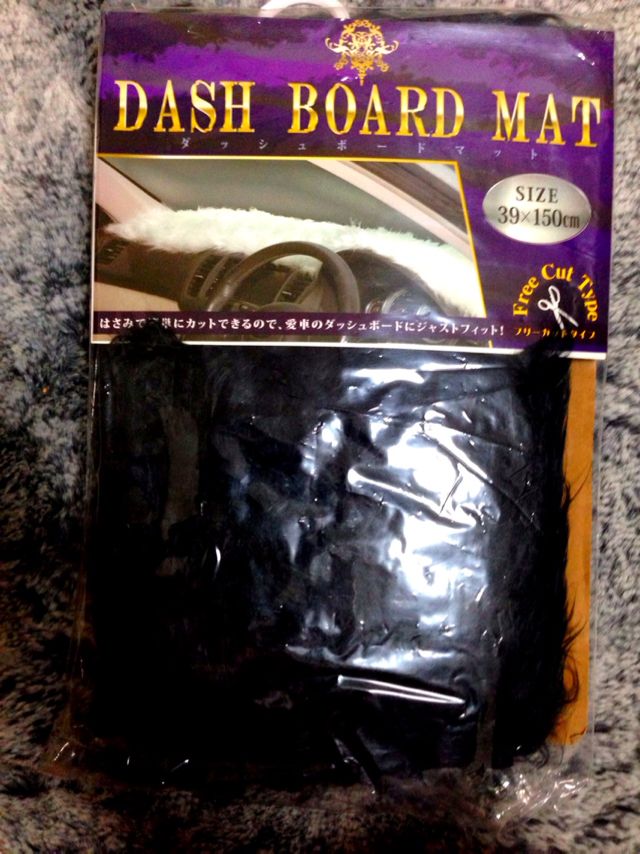 DASH BOARD MAT
ダッシュボードマット
SIZE
39×150cm
Free Cut Type
フリーカットタイプ
はさみで簡単にカットできるので、愛車のダッシュボードにジャストフィット!